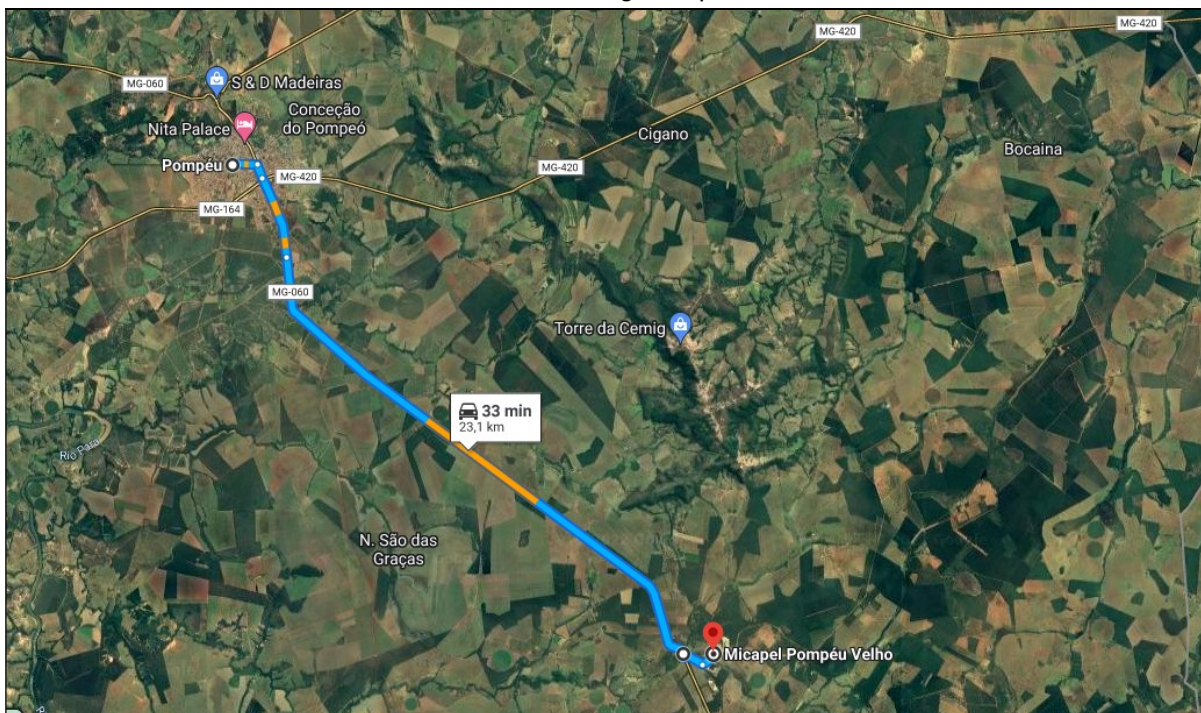 MG-420
MG-420
MG-060
S & D Madeiras
Conceção
do Pompeó
Nita Palace
Cigano
Bocaina
Pompéu
MG-420
MG-420
MG-164
MG-060
Torre da Cemig
33 min
23,1 km
Rio Pará
N. São das
Graças
Micapel Pompéu Velho